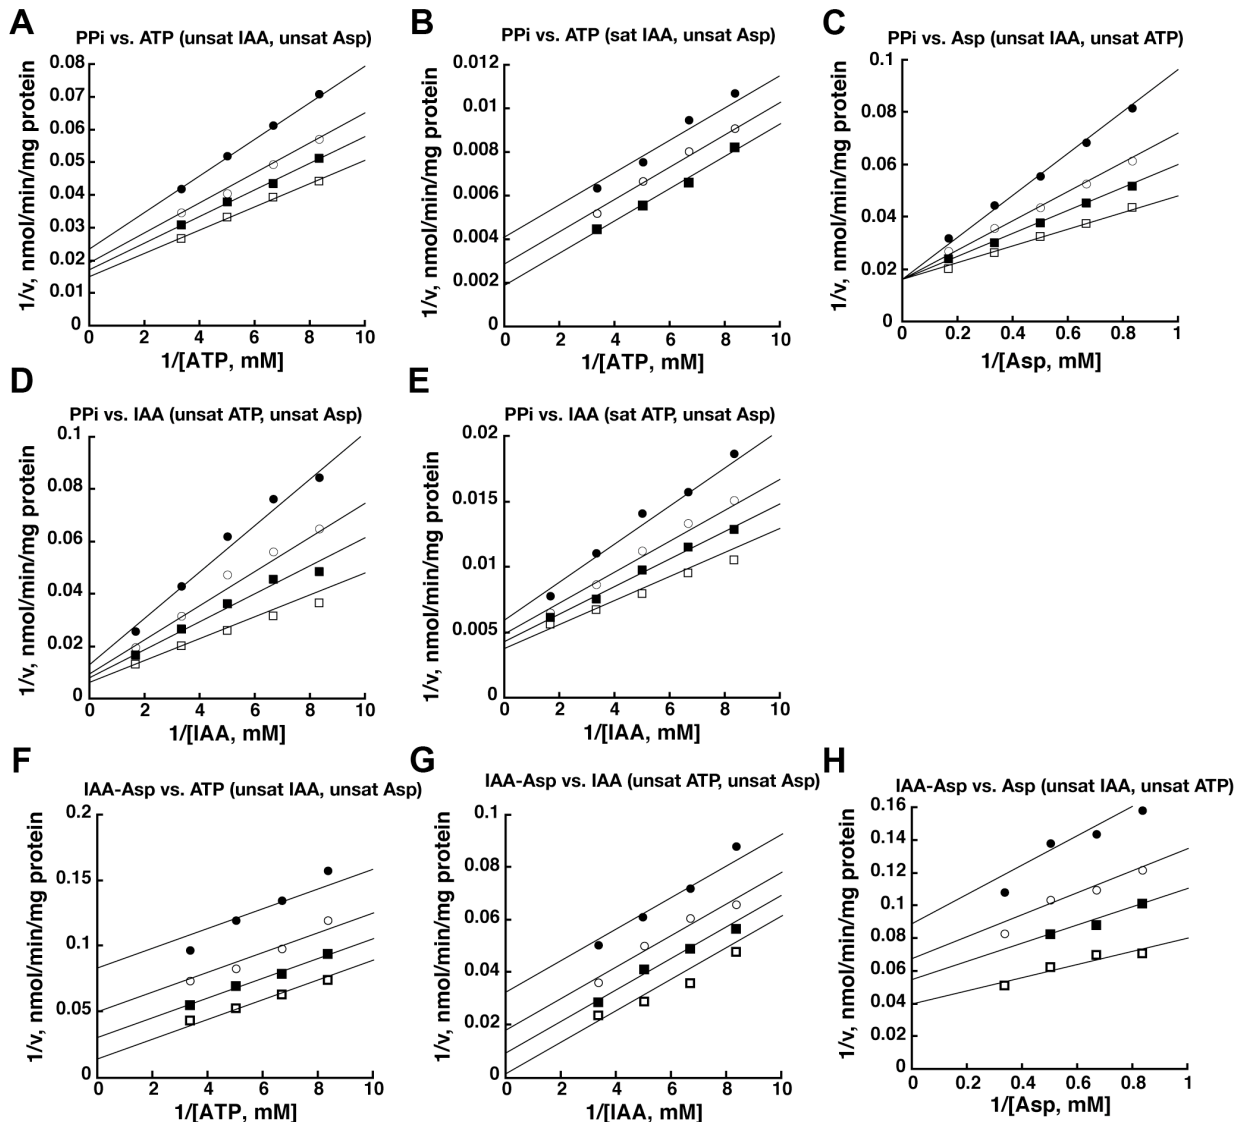 A
PPi vs. ATP (unsat IAA, unsat Asp)
1/v, nmol/min/mg protein
0.08
0.07
0.06
0.05
0.04
0.03
0.02
0.01
0
0 2 4 6 8 10
1/[ATP, mM]
B
PPi vs. ATP (sat IAA, unsat Asp)
1/v, nmol/min/mg protein
0.012
0.01
0.008
0.006
0.004
0.002
0
0 2 4 6 8 10
1/[ATP, mM]
C
PPi vs. Asp (unsat IAA, unsat ATP)
1/v, nmol/min/mg protein
0.1
0.08
0.06
0.04
0.02
0
0 0.2 0.4 0.6 0.8 1
1/[Asp, mM]
D
PPi vs. IAA (unsat ATP, unsat Asp)
1/v, nmol/min/mg protein
0.1
0.08
0.06
0.04
0.02
0
0 2 4 6 8 10
1/[IAA, mM]
E
PPi vs. IAA (sat ATP, unsat Asp)
1/v, nmol/min/mg protein
0.02
0.015
0.01
0.005
0
0 2 4 6 8 10
1/[IAA, mM]
F
IAA-Asp vs. ATP (unsat IAA, unsat Asp)
1/v, nmol/min/mg protein
0.2
0.15
0.1
0.05
0
0 2 4 6 8 10
1/[ATP, mM]
G
IAA-Asp vs. IAA (unsat ATP, unsat Asp)
1/v, nmol/min/mg protein
0.1
0.08
0.06
0.04
0.02
0
0 2 4 6 8 10
1/[IAA, mM]
H
IAA-Asp vs. Asp (unsat IAA, unsat ATP)
1/v, nmol/min/mg protein
0.16
0.14
0.12
0.1
0.08
0.06
0.04
0.02
0
0 0.2 0.4 0.6 0.8 1
1/[Asp, mM]